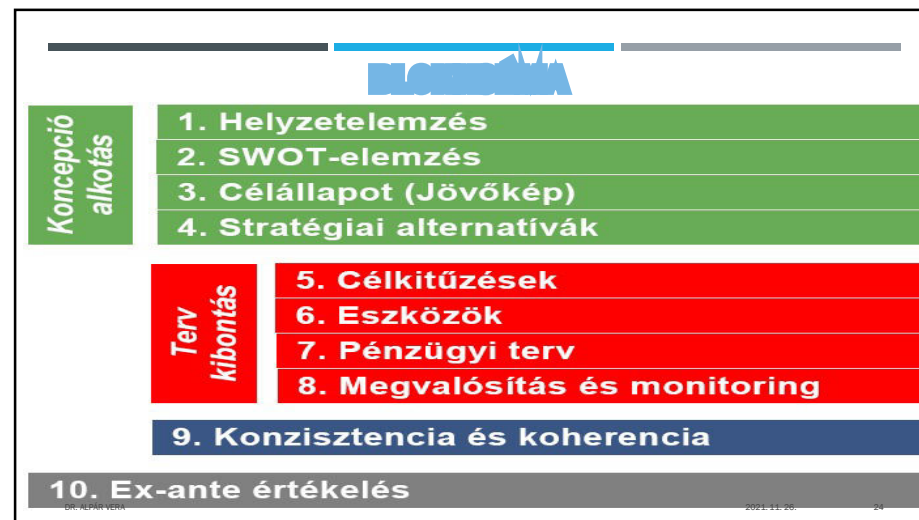 Koncepció
alkotás
1. Helyzetelemzés
2. SWOT-elemzés
3. Célállapot (Jövőkép)
4. Stratégiai alternatívák
Terv
kibontás
5. Célkitűzések
6. Eszközök
7. Pénzügyi terv
8. Megvalósítás és monitoring
9. Konzisztencia és koherencia
10. Ex-ante értékelés
DR. ALPÁR VERA
2021. 11. 26.
24